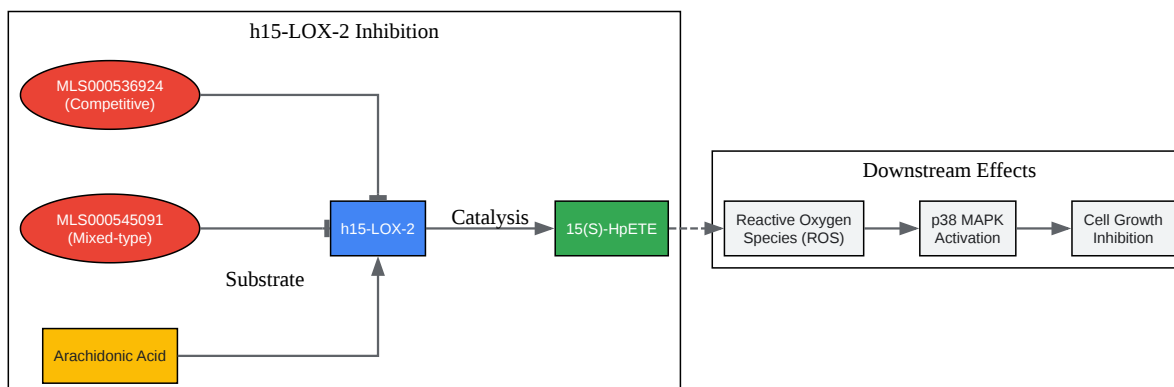 h15-LOX-2 Inhibition
MLS000536924
(Competitive)
MLS000545091
(Mixed-type)
h15-LOX-2
Catalysis
15(S)-HpETE
Substrate
Arachidonic Acid
Downstream Effects
Reactive Oxygen
Species (ROS)
p38 MAPK
Activation
Cell Growth
Inhibition